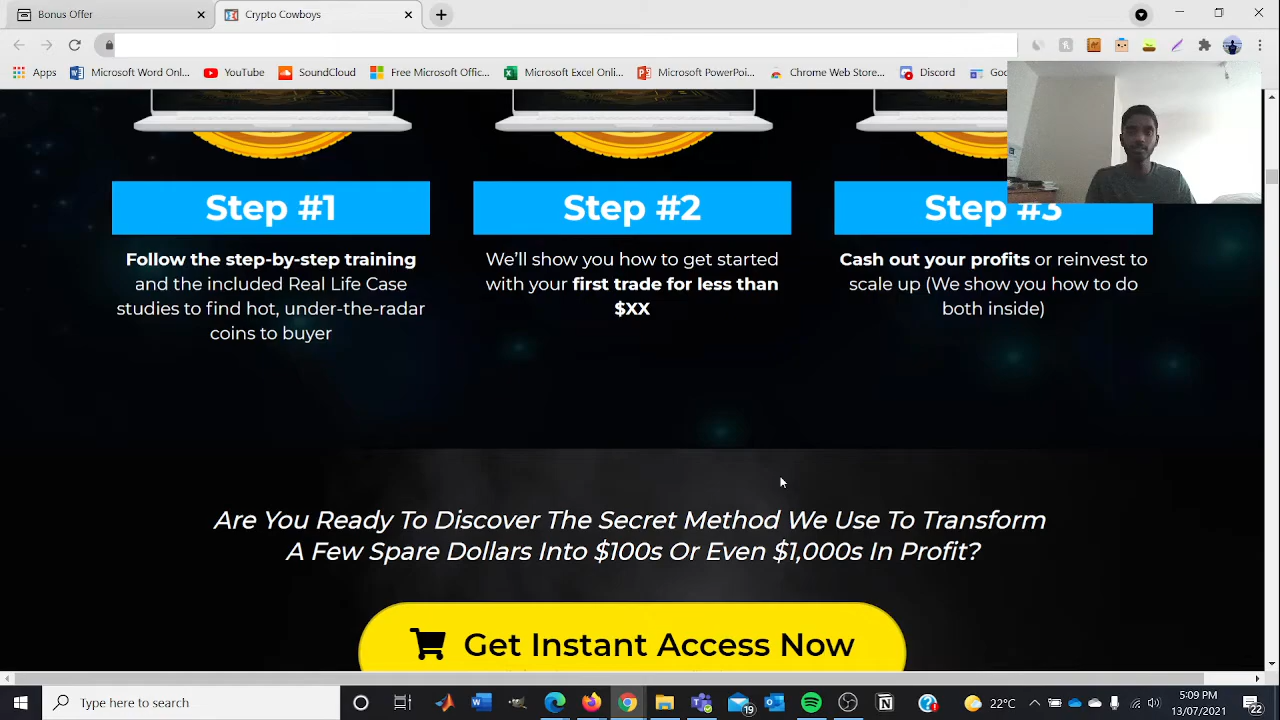 Bonus Offer
Crypto Cowboys
Apps
Microsoft Word Onl...
YouTube
SoundCloud
Free Microsoft Offic...
Microsoft Excel Onli...
Microsoft PowerPoi...
Chrome Web Store...
Discord
Goo
Step #1
Step #2
Step #3
Follow the step-by-step training
and the included Real Life Case
studies to find hot, under-the-radar
coins to buyer
We'll show you how to get started
with your first trade for less than
$XX
Cash out your profits or reinvest to
scale up (We show you how to do
both inside)
Are You Ready To Discover The Secret Method We Use To Transform
A Few Spare Dollars Into $100s Or Even $1,000s In Profit?
Get Instant Access Now
Type here to search
19
22°C
5:09 PM
13/07/2021
22